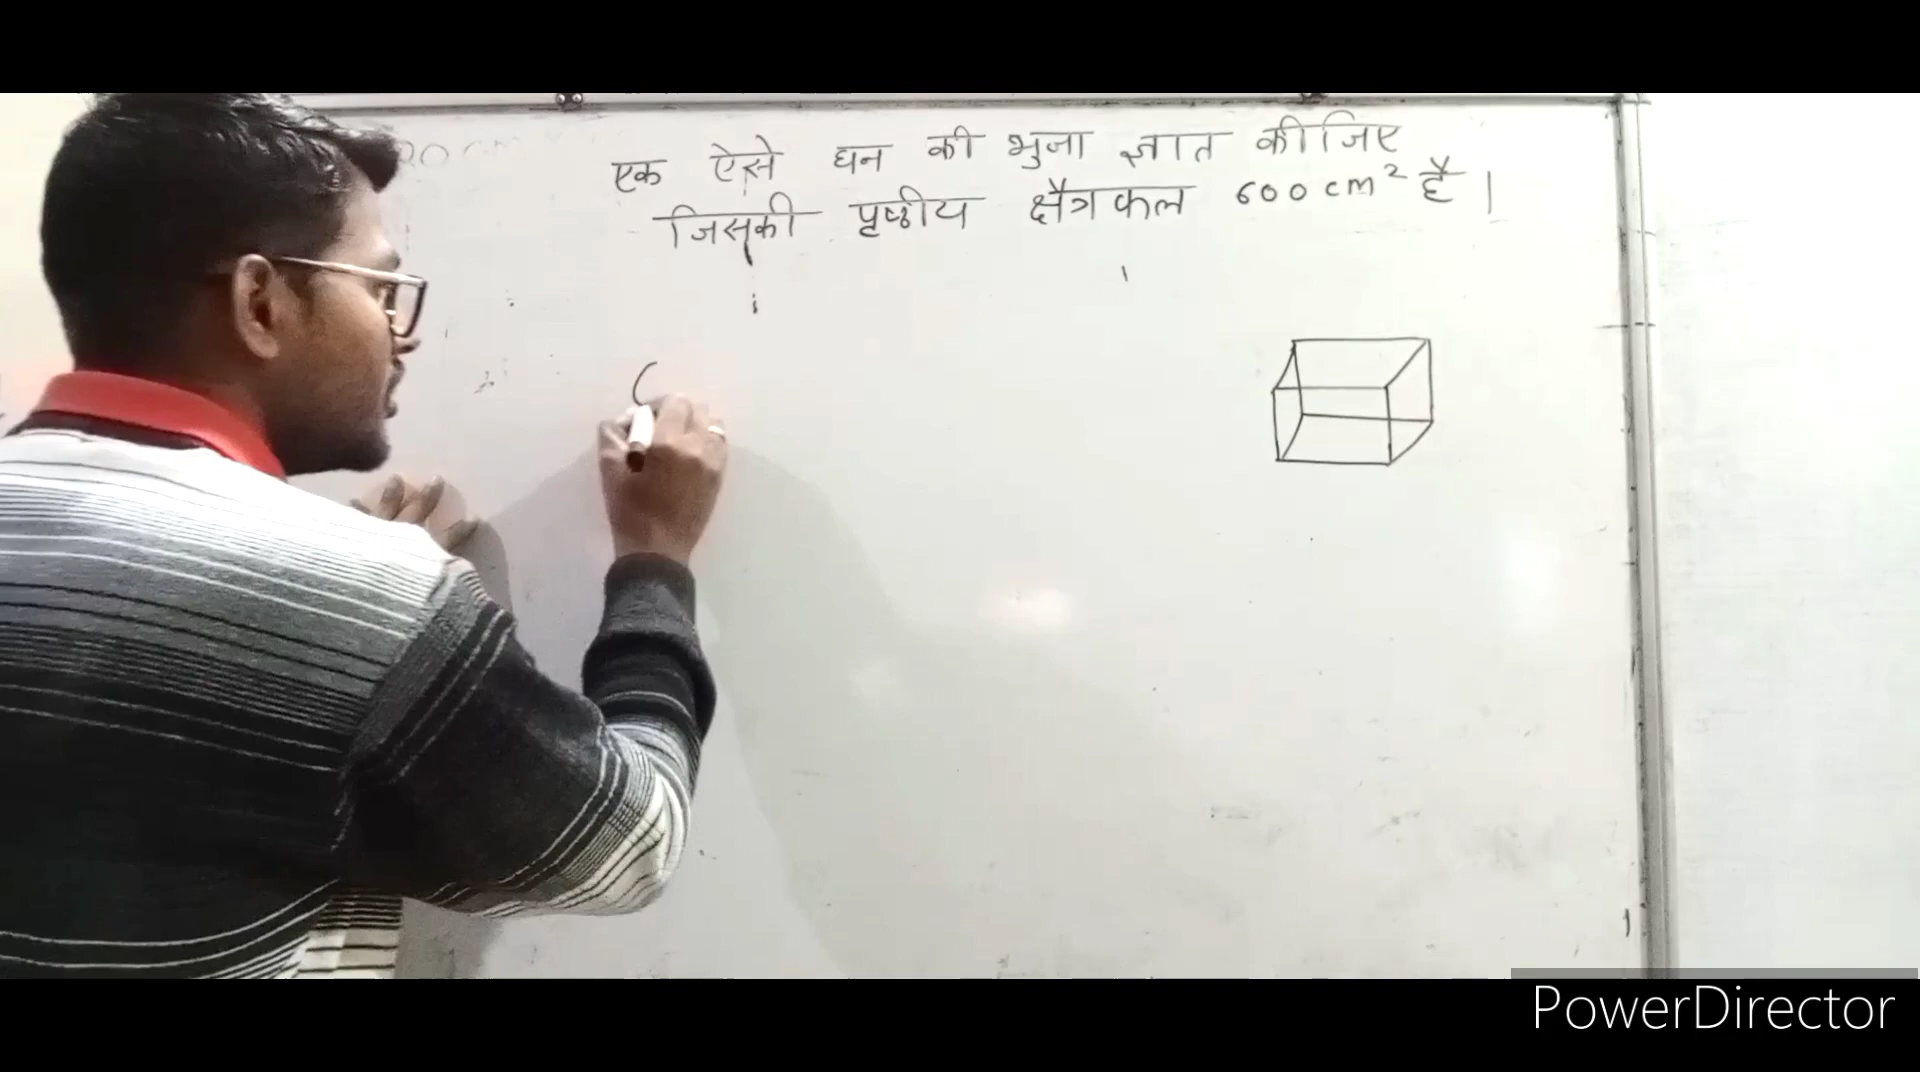 एक ऐसे घन की भुजा ज्ञात कीजिए
जिसकी पृष्ठीय क्षैत्रफल 600 cm² है।
PowerDirector